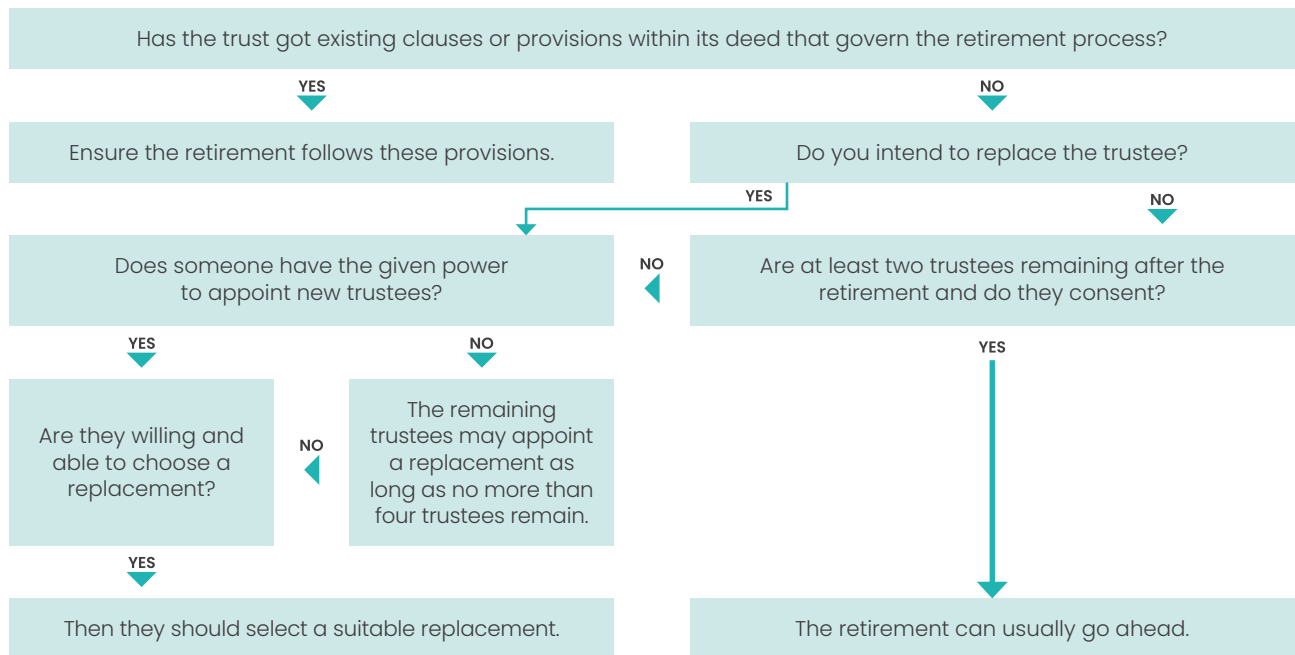 Has the trust got existing clauses or provisions within its deed that govern the retirement process?
YES
NO
Ensure the retirement follows these provisions.
Do you intend to replace the trustee?
YES
NO
Does someone have the given power
to appoint new trustees?
NO
Are at least two trustees remaining after the
retirement and do they consent?
YES
NO
YES
Are they willing and
able to choose a
replacement?
NO
The remaining
trustees may appoint
a replacement as
long as no more than
four trustees remain.
YES
Then they should select a suitable replacement.
The retirement can usually go ahead.